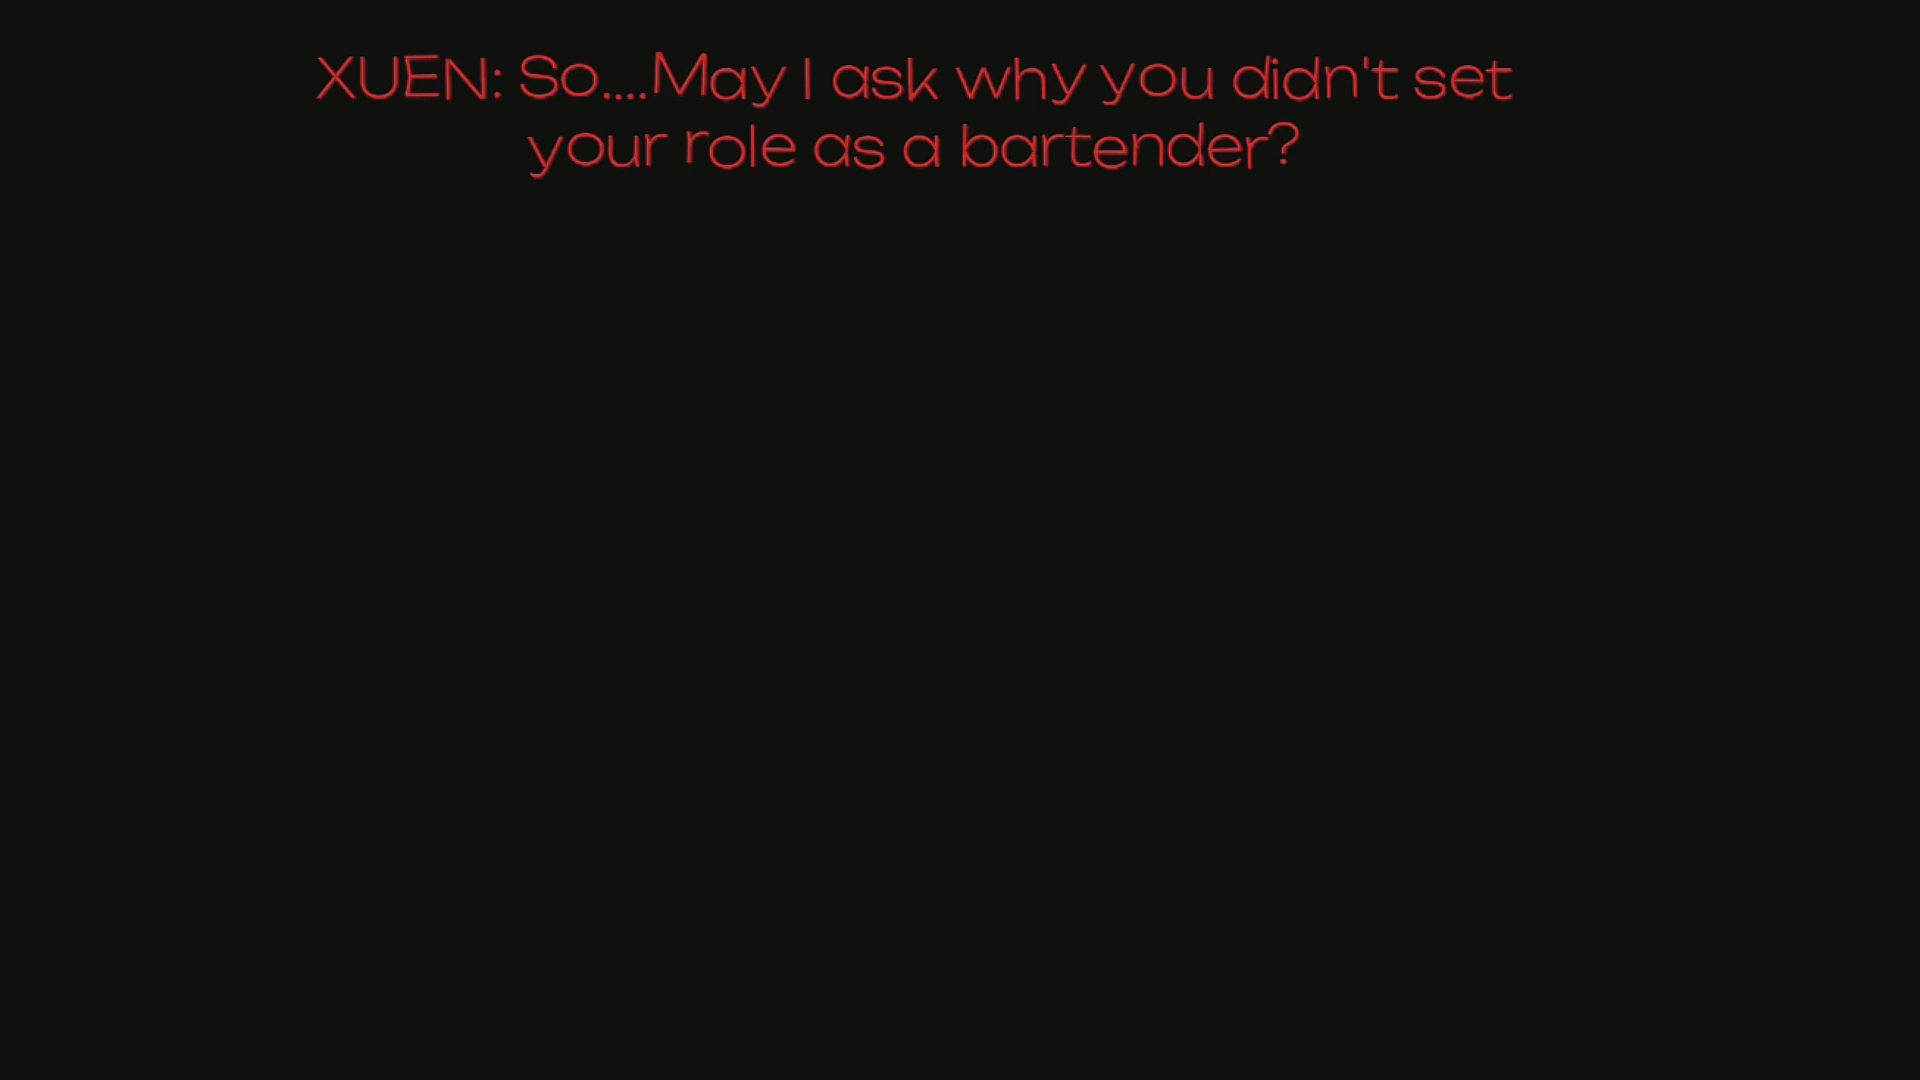 XUEN: So....May I ask why you didn't set
your role as a bartender?